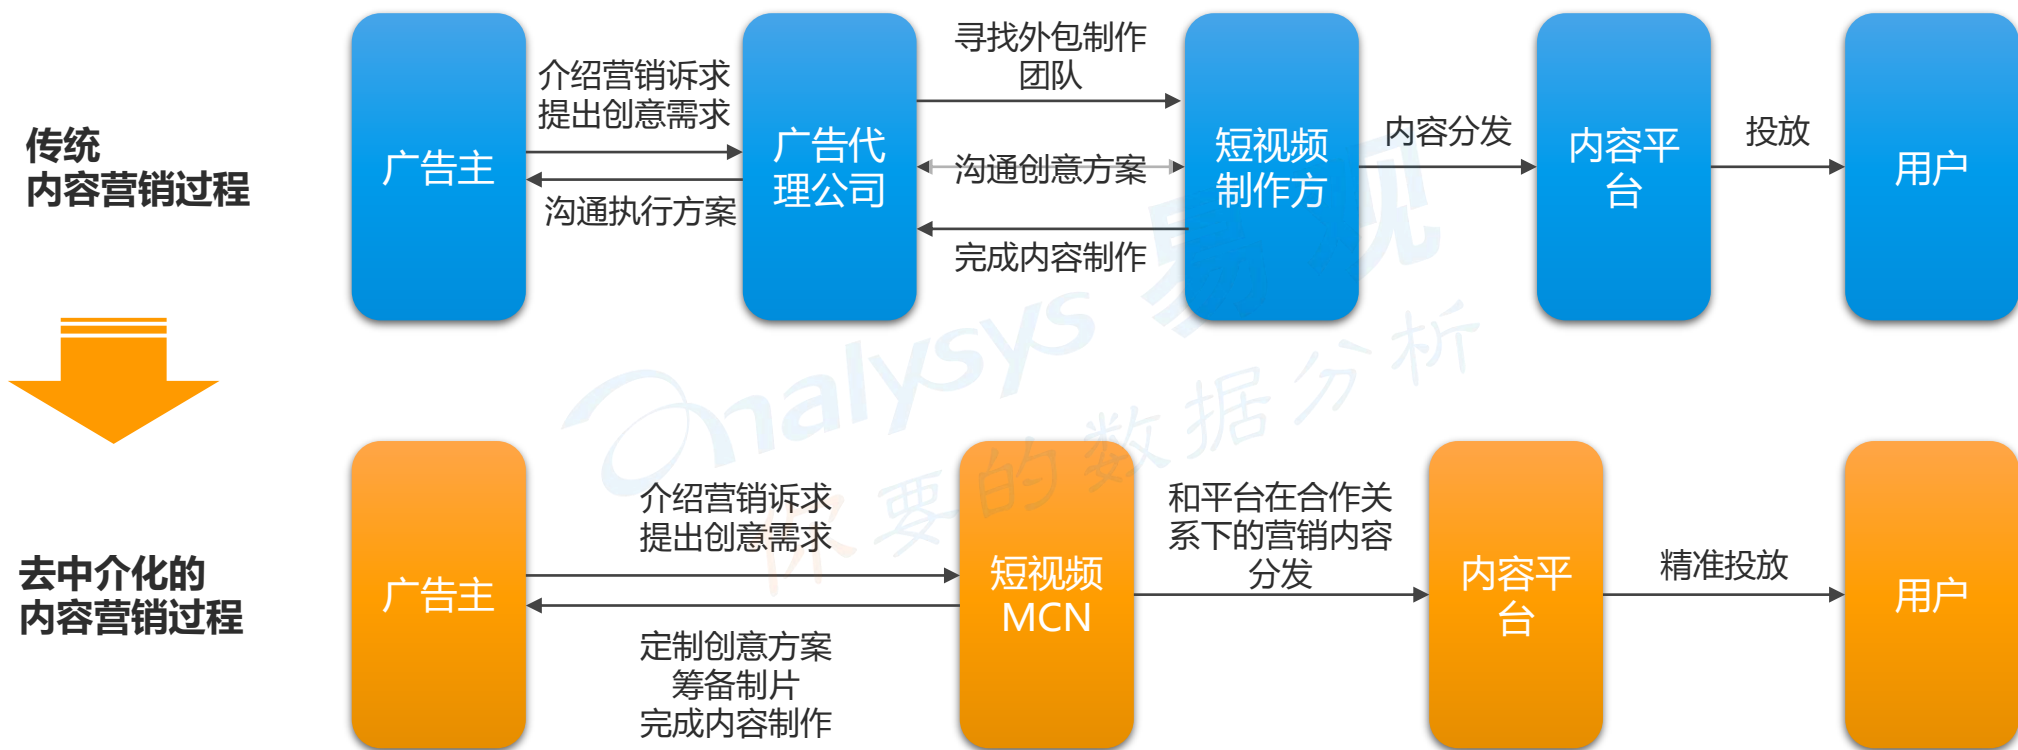 传统
内容营销过程
广告主
介绍营销诉求
提出创意需求
沟通执行方案
广告代
理公司
寻找外包制作
团队
沟通创意方案
完成内容制作
短视频
制作方
内容分发
内容平
台
投放
用户
去中介化的
内容营销过程
广告主
介绍营销诉求
提出创意需求
定制创意方案
筹备制片
完成内容制作
短视频
MCN
和平台在合作关
系下的营销内容
分发
内容平
台
精准投放
用户
Analysys 易观
你要的数据分析